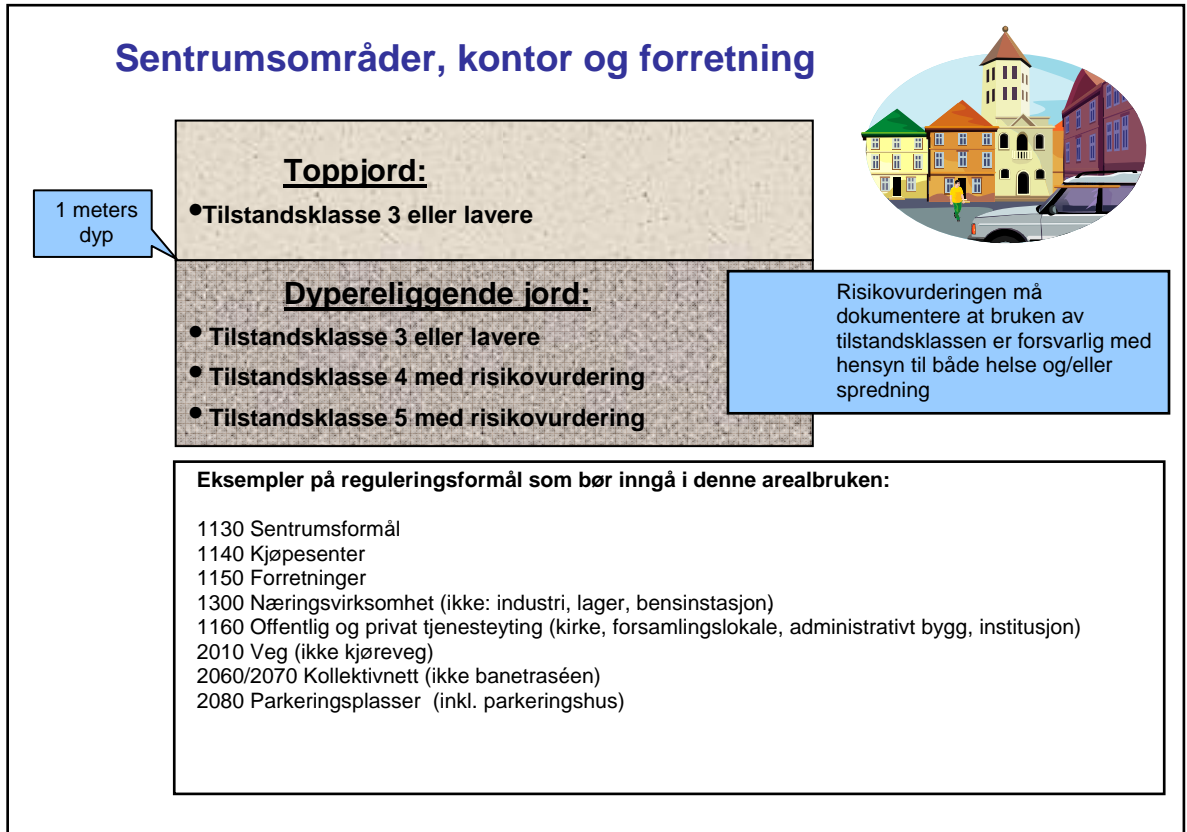 Sentrumsområder, kontor og forretning
Toppjord:
•Tilstandsklasse 3 eller lavere
1 meters
dyp
Dypereliggende jord:
• Tilstandsklasse 3 eller lavere
• Tilstandsklasse 4 med risikovurdering
• Tilstandsklasse 5 med risikovurdering
Risikovurderingen må
dokumentere at bruken av
tilstandsklassen er forsvarlig med
hensyn til både helse og/eller
spredning
Eksempler på reguleringsformål som bør inngå i denne arealbruken:
1130 Sentrumsformål
1140 Kjøpesenter
1150 Forretninger
1300 Næringsvirksomhet (ikke: industri, lager, bensinstasjon)
1160 Offentlig og privat tjenesteyting (kirke, forsamlingslokale, administrativt bygg, institusjon)
2010 Veg (ikke kjøreveg)
2060/2070 Kollektivnett (ikke banetraséen)
2080 Parkeringsplasser (inkl. parkeringshus)